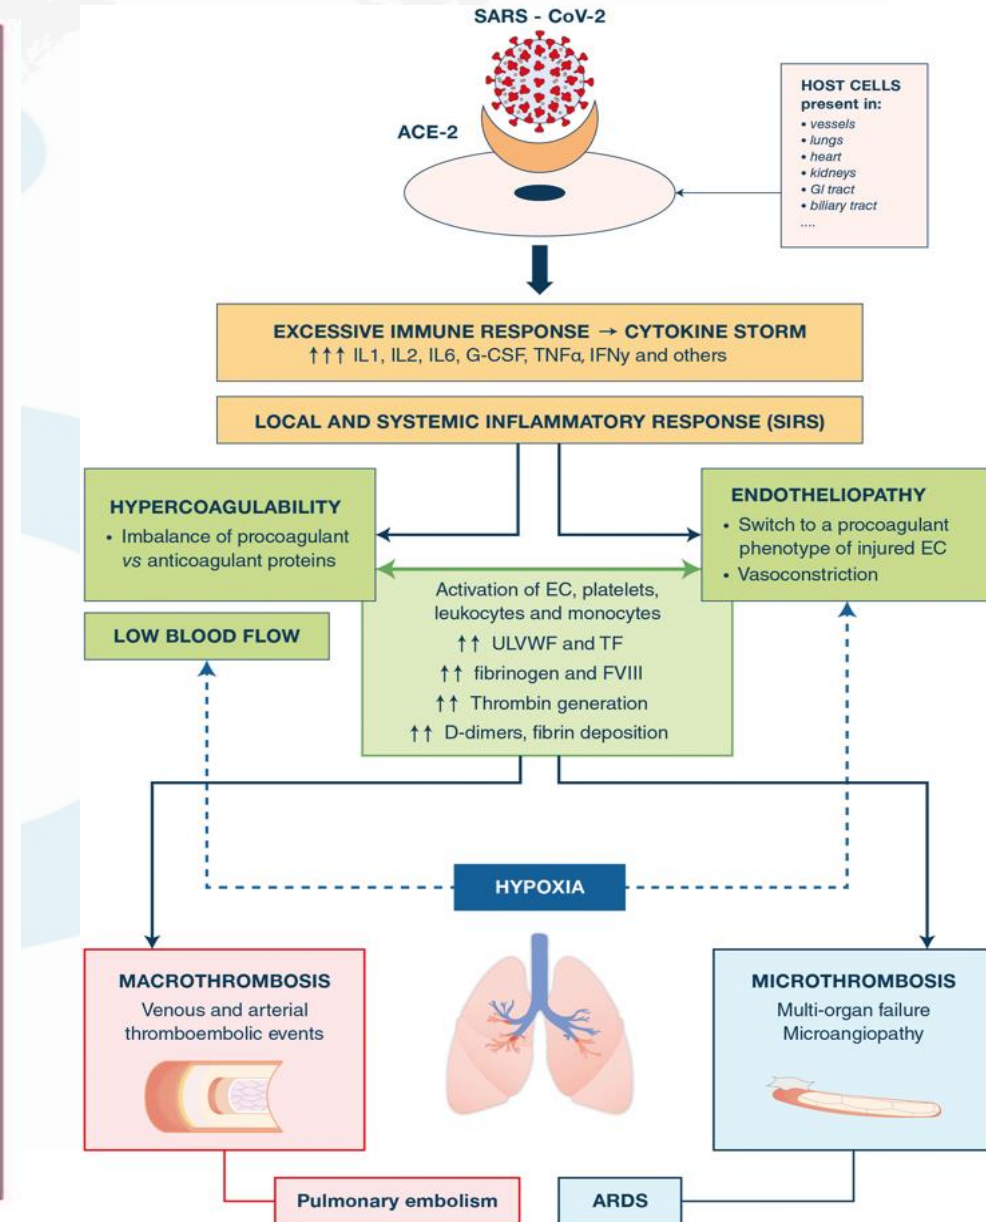 SARS - CoV-2
ACE-2
HOST CELLS
present in:
• vessels
• lungs
• heart
• kidneys
• GI tract
• biliary tract
....
EXCESSIVE IMMUNE RESPONSE → CYTOKINE STORM
↑↑↑ IL1, IL2, IL6, G-CSF, TNFα, IFNy and others
LOCAL AND SYSTEMIC INFLAMMATORY RESPONSE (SIRS)
HYPERCOAGULABILITY
• Imbalance of procoagulant
vs anticoagulant proteins
ENDOTHELIOPATHY
• Switch to a procoagulant
phenotype of injured EC
• Vasoconstriction
LOW BLOOD FLOW
Activation of EC, platelets,
leukocytes and monocytes
↑↑ ULVWF and TF
↑↑ fibrinogen and FVIII
↑↑ Thrombin generation
↑↑ D-dimers, fibrin deposition
HYPOXIA
MACROTHROMBOSIS
Venous and arterial
thromboembolic events
MICROTHROMBOSIS
Multi-organ failure
Microangiopathy
Pulmonary embolism
ARDS